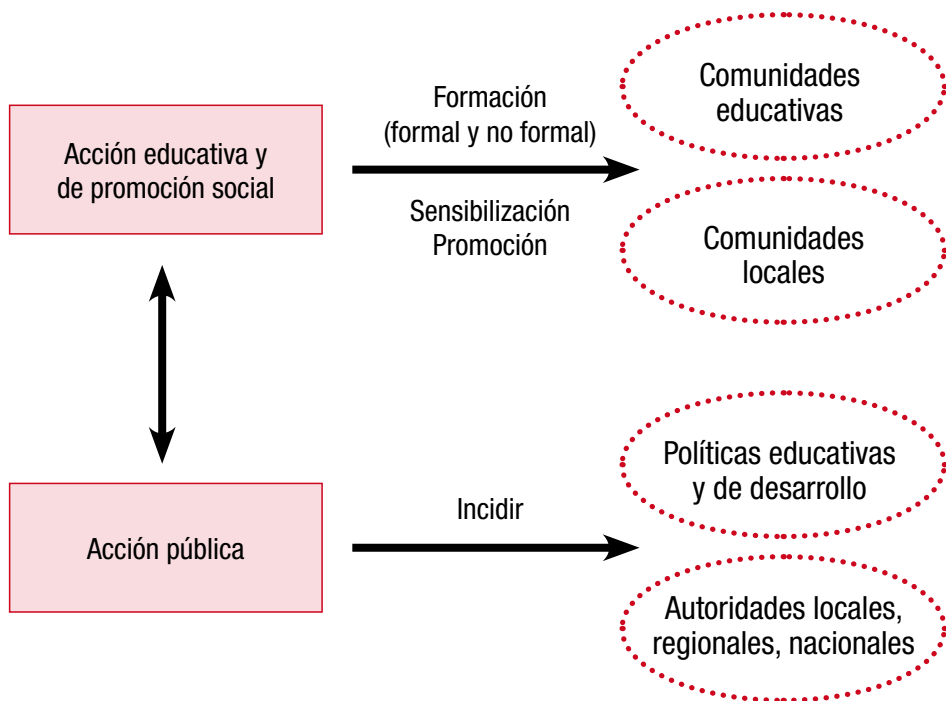 Acción educativa y
de promoción social
Formación
(formal y no formal)
Sensibilización
Promoción
Comunidades
educativas
Comunidades
locales
Acción pública
Incidir
Políticas educativas
y de desarrollo
Autoridades locales,
regionales, nacionales